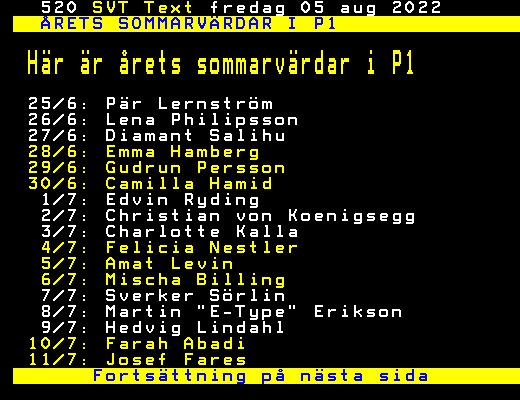 520 SVT Text fredag 05 aug 2022
ÅRETS SOMMARVÄRDAR I P1
Här är årets sommarvärdar i P1
25/6: Pär Lernström
26/6: Lena Philipsson
27/6: Diamant Salihu
28/6: Emma Hamberg
29/6: Gudrun Persson
30/6: Camilla Hamid
1/7: Edvin Ryding
2/7: Christian von Koenigsegg
3/7: Charlotte Kalla
4/7: Felicia Nestler
5/7: Amat Levin
6/7: Mischa Billing
7/7: Sverker Sörlin
8/7: Martin "E-Type" Erikson
9/7: Hedvig Lindahl
10/7: Farah Abadi
11/7: Josef Fares
Fortsättning på nästa sida